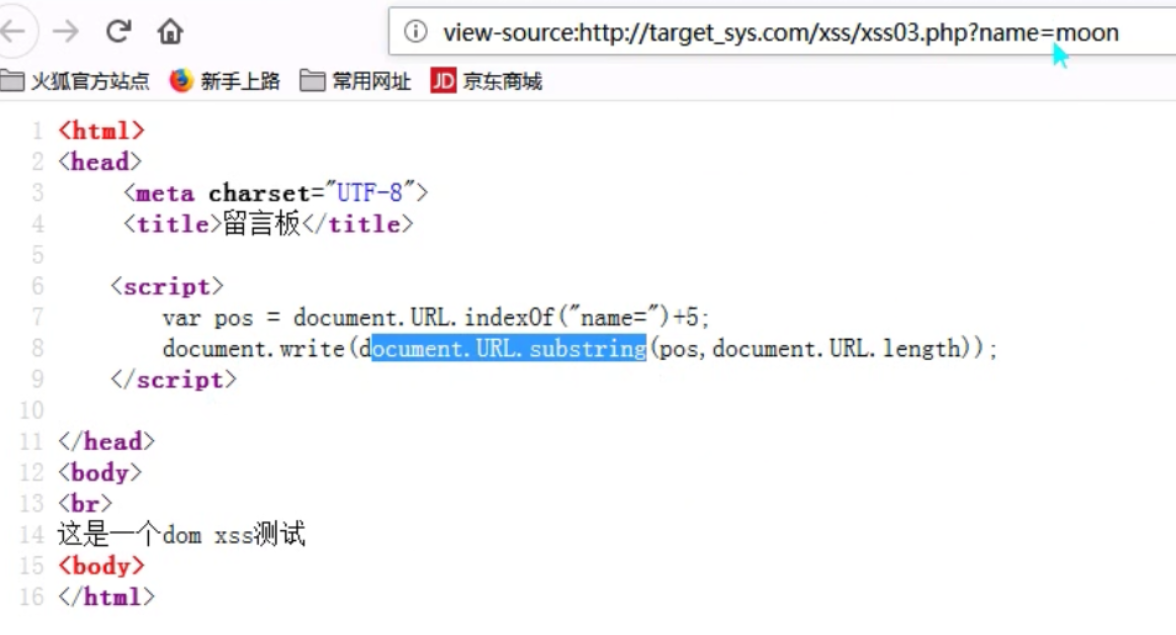 view-source:http://target_sys.com/xss/xss03.php?name=moon
火狐官方站点 新手上路 常用网址 JD 京东商城
1 <html>
2 <head>
3 <meta charset="UTF-8">
4 <title>留言板</title>
5
6 <script>
7 var pos = document.URL.indexOf("name=")+5;
8 document.write(document.URL.substring(pos,document.URL.length));
9 </script>
10
11 </head>
12 <body>
13 <br>
14 这是一个dom xss测试
15 <body>
16 </html>